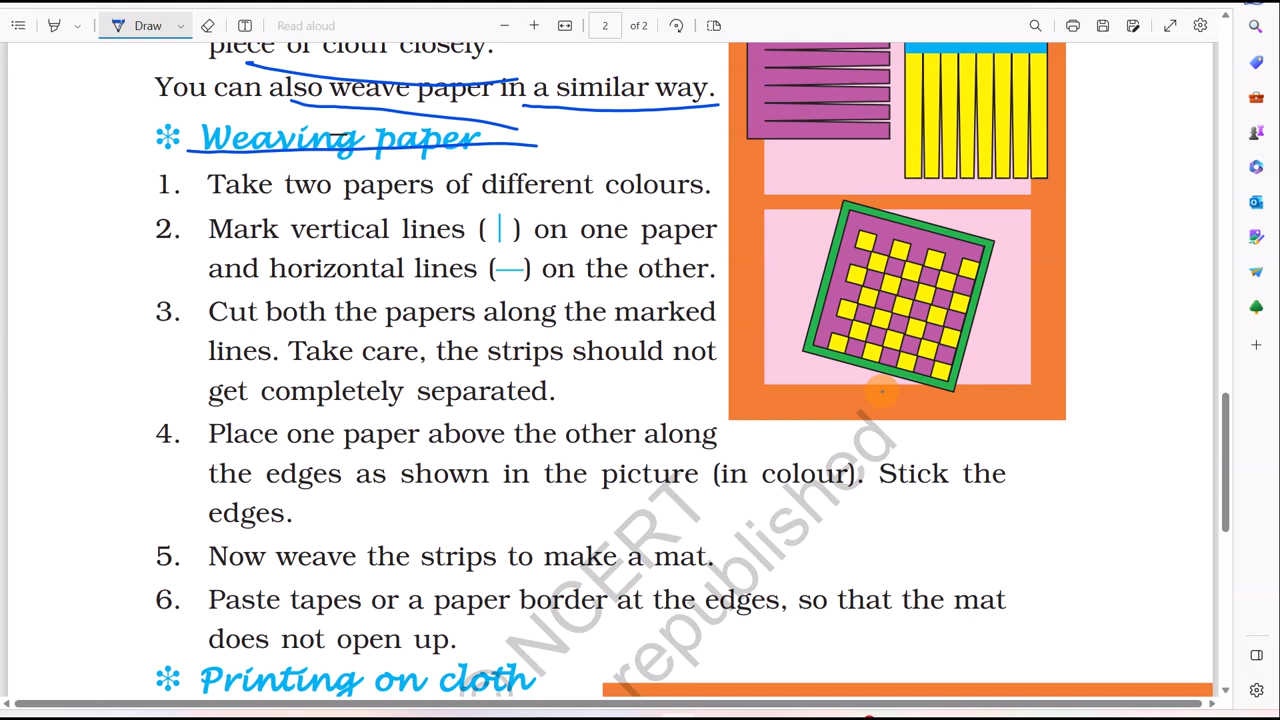 Draw
Read aloud
2
of 2
piece of cloth closely.
You can also weave paper in a similar way.
Weaving paper
1. Take two papers of different colours.
2. Mark vertical lines ( | ) on one paper
and horizontal lines (—) on the other.
3. Cut both the papers along the marked
lines. Take care, the strips should not
get completely separated.
4. Place one paper above the other along
the edges as shown in the picture (in colour). Stick the
edges.
5. Now weave the strips to make a mat.
6. Paste tapes or a paper border at the edges, so that the mat
does not open up.
Printing on cloth
© NCERT
republished